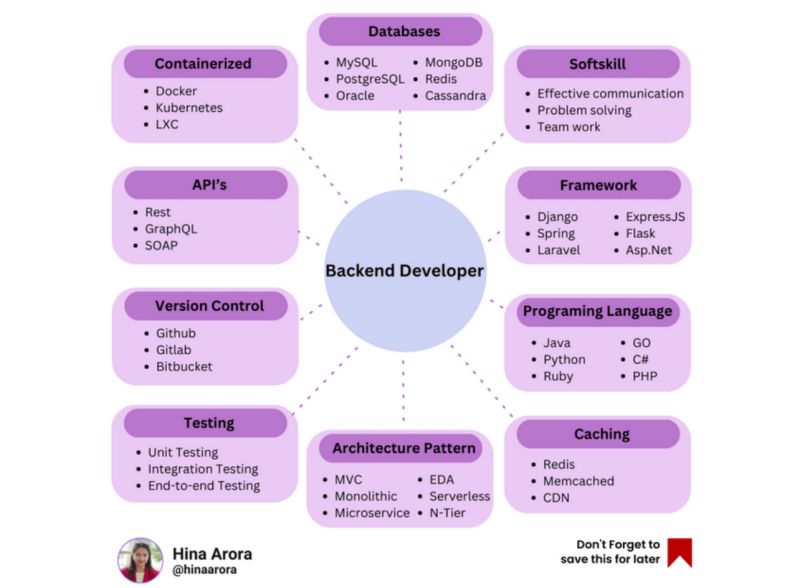 Databases
MySQL
PostgreSQL
Oracle
MongoDB
Redis
Cassandra
Containerized
Docker
Kubernetes
LXC
Softskill
Effective communication
Problem solving
Team work
API's
Rest
GraphQL
SOAP
Framework
Django
Spring
Laravel
ExpressJS
Flask
Asp.Net
Backend Developer
Version Control
Github
Gitlab
Bitbucket
Programing Language
Java
Python
Ruby
GO
C#
PHP
Testing
Unit Testing
Integration Testing
End-to-end Testing
Architecture Pattern
MVC
Monolithic
Microservice
EDA
Serverless
N-Tier
Caching
Redis
Memcached
CDN
Hina Arora
@hinaarora
Don't Forget to
save this for later